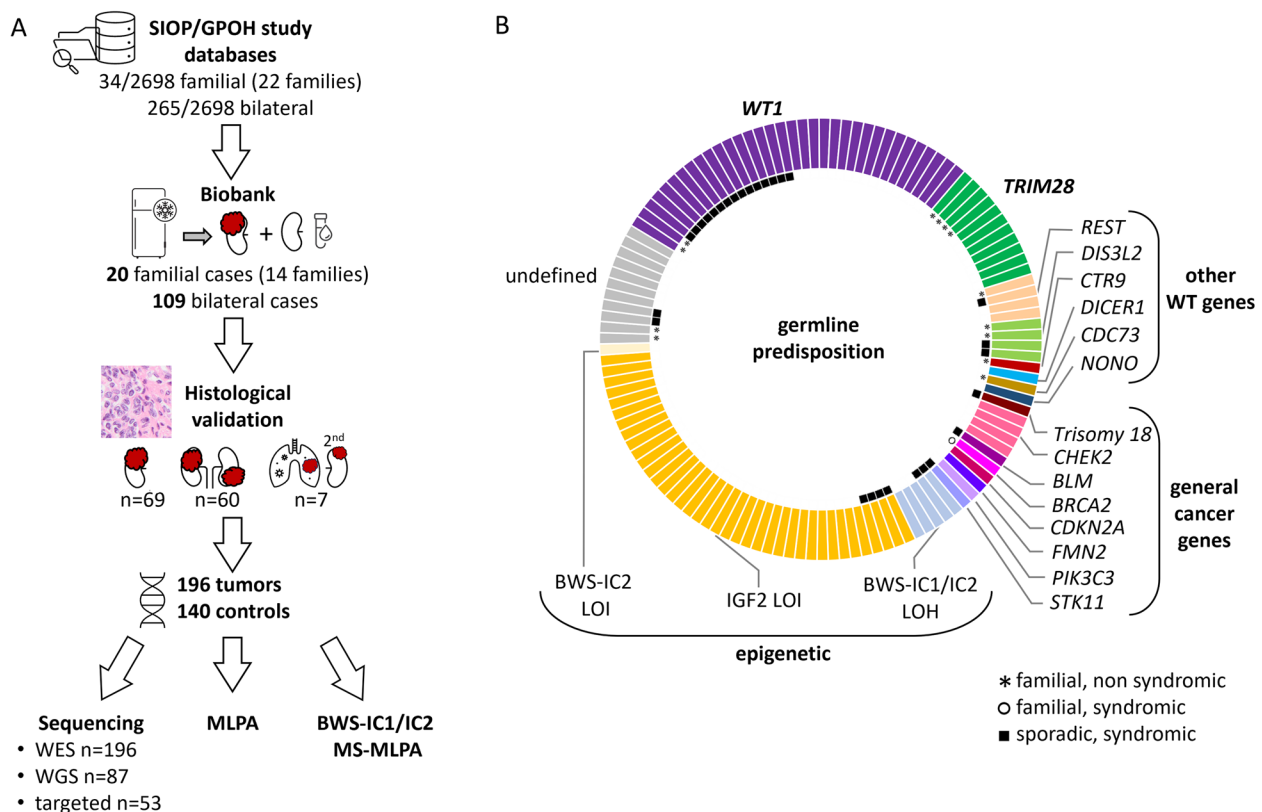 A
SIOP/GPOH study
databases
34/2698 familial (22 families)
265/2698 bilateral
Biobank
+
20 familial cases (14 families)
109 bilateral cases
Histological
validation
2nd
n=69
n=60
n=7
196 tumors
140 controls
Sequencing
• WES n=196
• WGS n=87
• targeted n=53
MLPA
BWS-IC1/IC2
MS-MLPA
B
WT1
TRIM28
REST
DIS3L2
CTR9
DICER1
CDC73
NONO
other
WT genes
Trisomy 18
CHEK2
BLM
BRCA2
CDKN2A
FMN2
PIK3C3
STK11
general
cancer
genes
undefined
germline
predisposition
BWS-IC2
LOI
IGF2 LOI
BWS-IC1/IC2
LOH
epigenetic
* familial, non syndromic
○ familial, syndromic
■ sporadic, syndromic